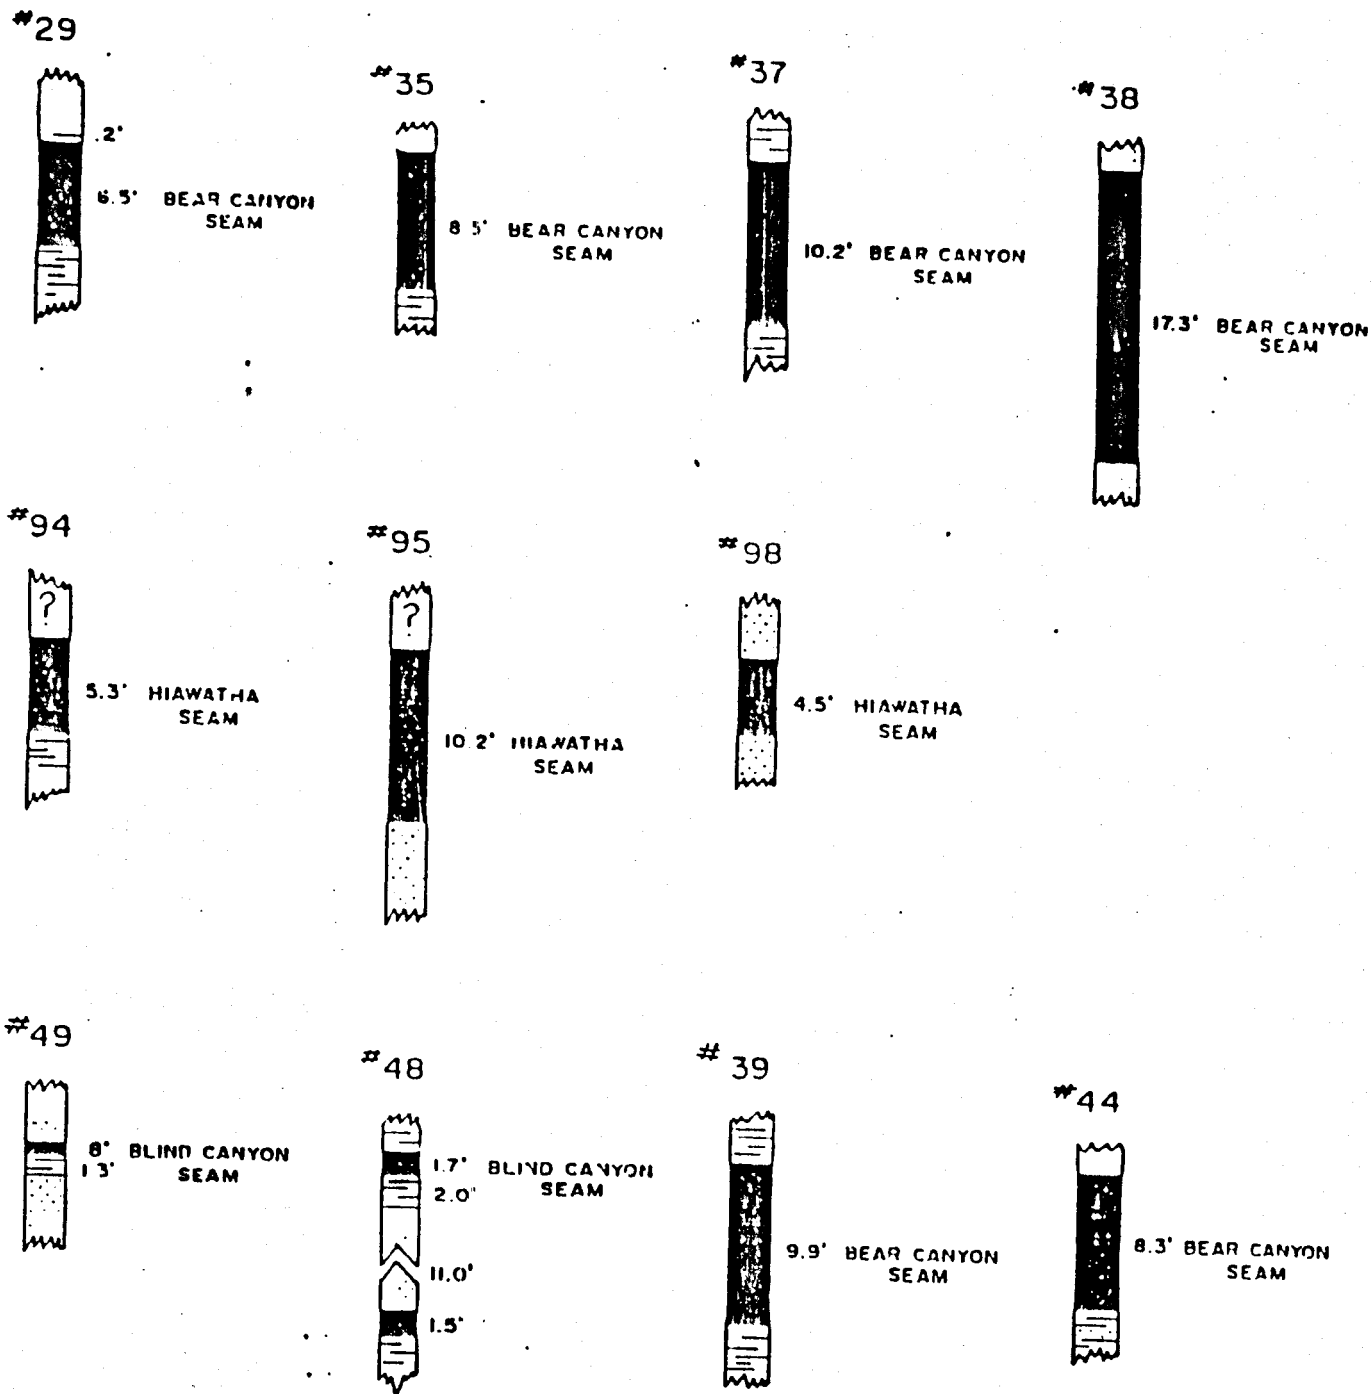 #29
.2'
6.5' BEAR CANYON
SEAM
#35
8.5' BEAR CANYON
SEAM
#37
10.2' BEAR CANYON
SEAM
#38
17.3' BEAR CANYON
SEAM
#94
?
5.3' HIAWATHA
SEAM
#95
?
10.2' HIAWATHA
SEAM
#98
4.5' HIAWATHA
SEAM
#49
8' BLIND CANYON
1.3' SEAM
#48
1.7' BLIND CANYON
SEAM
2.0"
11.0'
1.5'
#39
9.9' BEAR CANYON
SEAM
#44
8.3' BEAR CANYON
SEAM